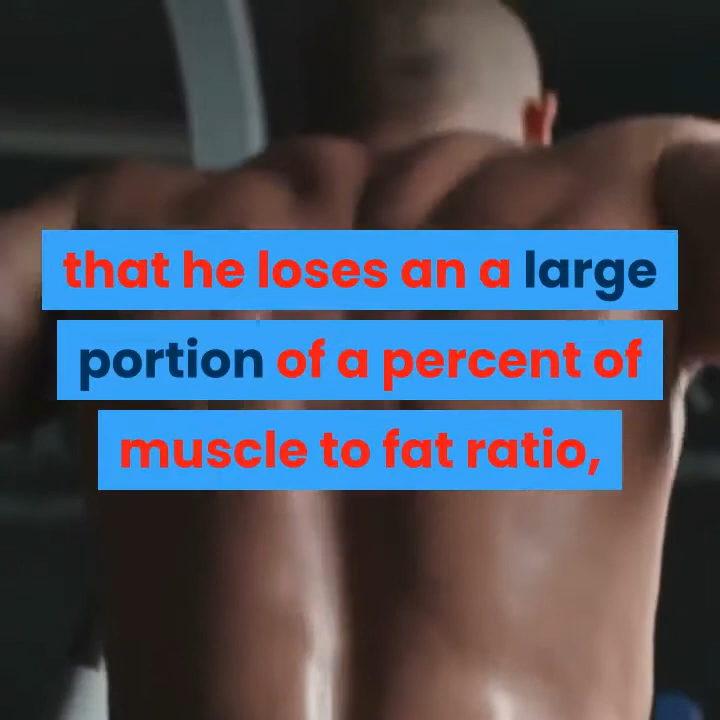 that he loses an a large
portion of a percent of
muscle to fat ratio,